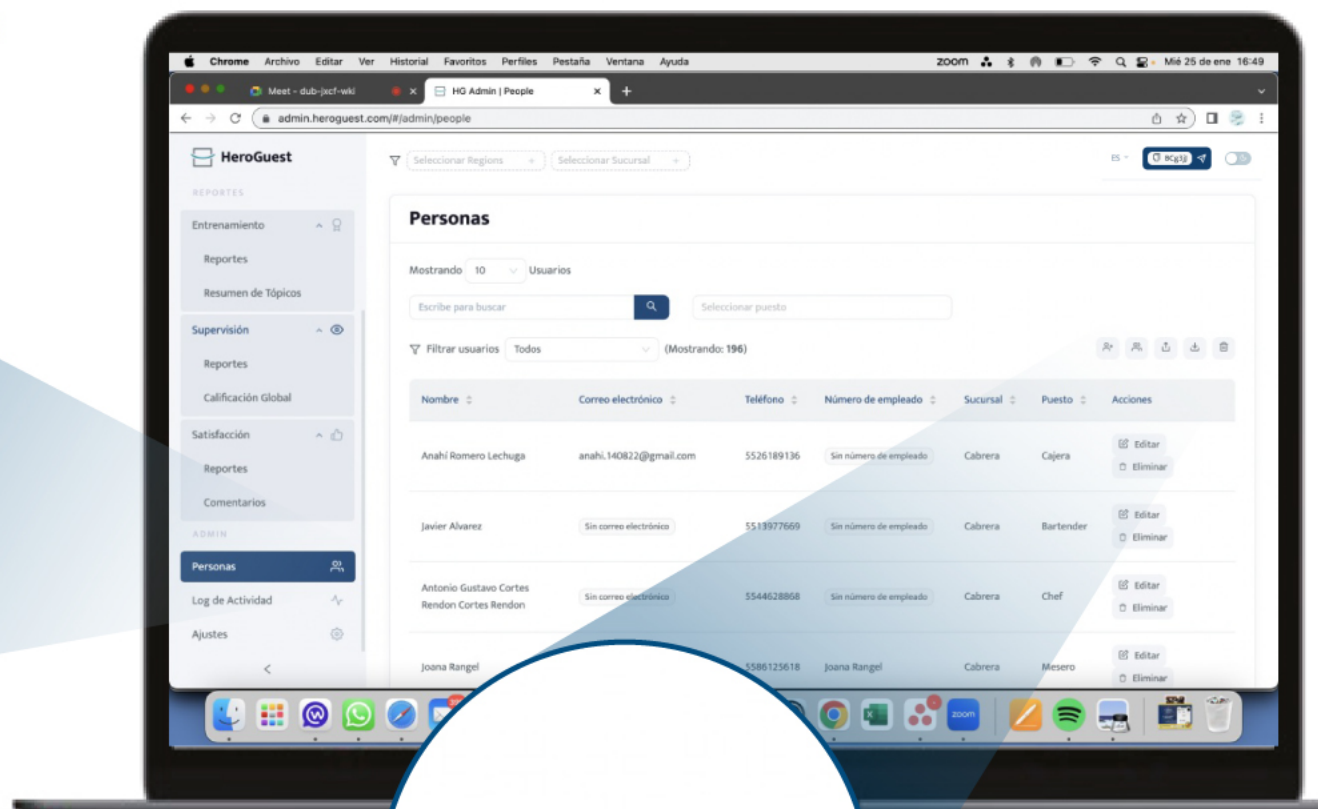 Chrome Archivo Editar Ver Historial Favoritos Perfiles Pestaña Ventana Ayuda zoom Mié 25 de ene 16:49
Meet – dub-jxcf-wki HG Admin | People
admin.heroguest.com/#/admin/people
HeroGuest
Seleccionar Regions + Seleccionar Sucursal + ES
REPORTES
Entrenamiento
Reportes
Resumen de Tópicos
Supervisión
Reportes
Calificación Global
Satisfacción
Reportes
Comentarios
ADMIN
Personas
Log de Actividad
Ajustes
<
Personas
Mostrando 10 Usuarios
Escribe para buscar Seleccionar puesto
Filtrar usuarios Todos (Mostrando: 196)
Nombre Correo electrónico Teléfono Número de empleado Sucursal Puesto Acciones
Anahí Romero Lechuga anahi.140822@gmail.com 5526189136 Sin número de empleado Cabrera Cajera Editar
Eliminar
Javier Alvarez Sin correo electrónico 5513977669 Sin número de empleado Cabrera Bartender Editar
Eliminar
Antonio Gustavo Cortes Rendon Cortes Rendon Sin correo electrónico 5544628868 Sin número de empleado Cabrera Chef Editar
Eliminar
Joana Rangel 5586125618 Joana Rangel Cabrera Mesero Editar
Eliminar
zoom